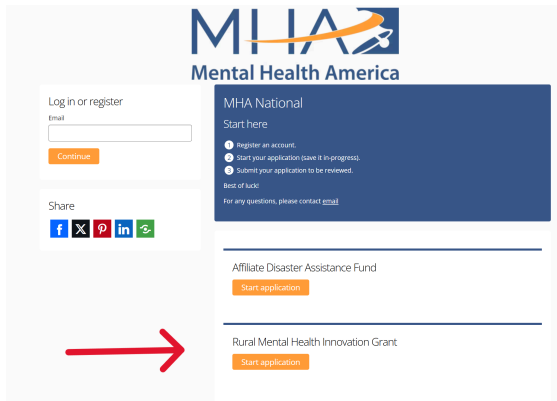 MHA
Mental Health America
Log in or register
Email
Continue
Share
f X P in
MHA National
Start here
1 Register an account.
2 Start your application (save it in-progress).
3 Submit your application to be reviewed.
Best of luck!
For any questions, please contact email
Affiliate Disaster Assistance Fund
Start application
Rural Mental Health Innovation Grant
Start application